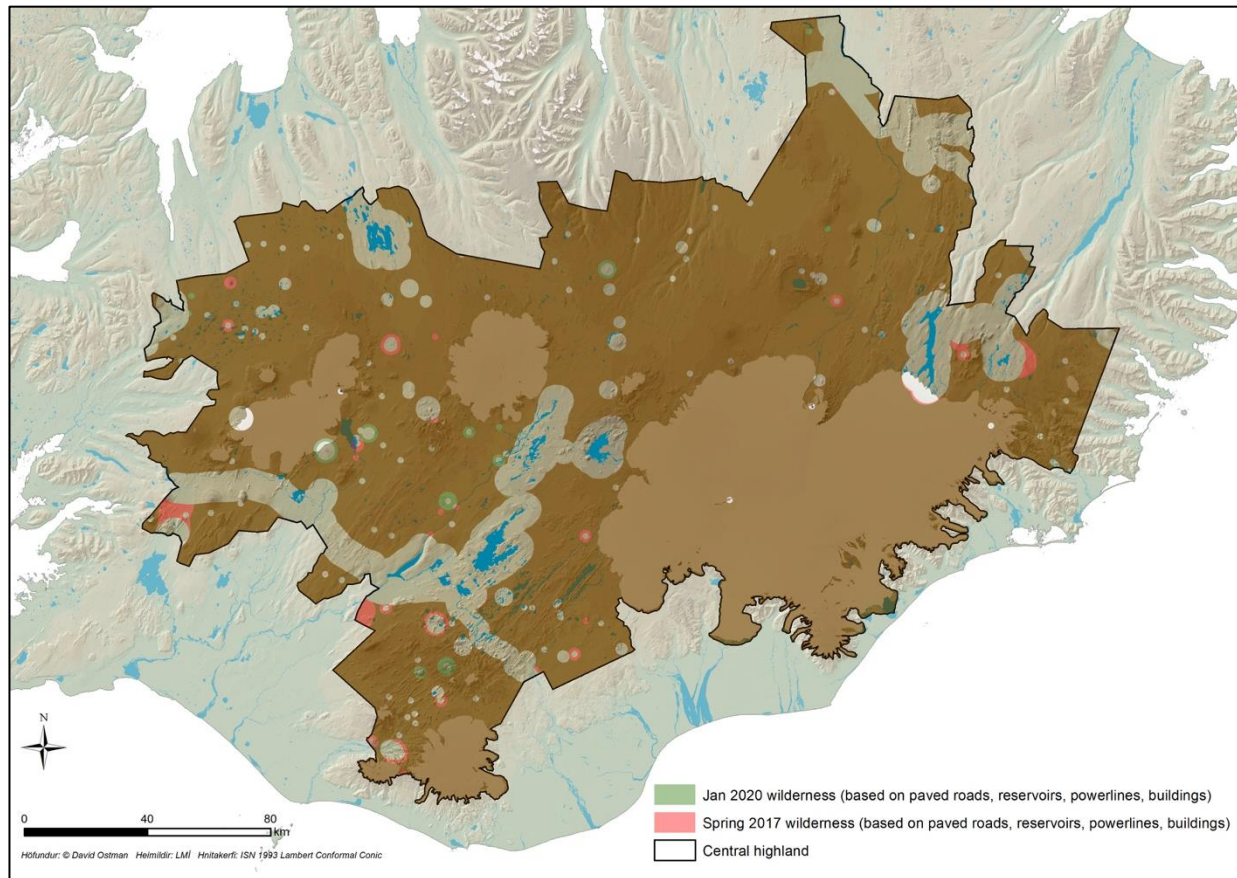 N
0 40 80
km
Jan 2020 wilderness (based on paved roads, reservoirs, powerlines, buildings)
Spring 2017 wilderness (based on paved roads, reservoirs, powerlines, buildings)
Central highland
Höfundur: © David Ostman Heimildir: LMÍ Hnitakerfi: ISN 1993 Lambert Conformal Conic